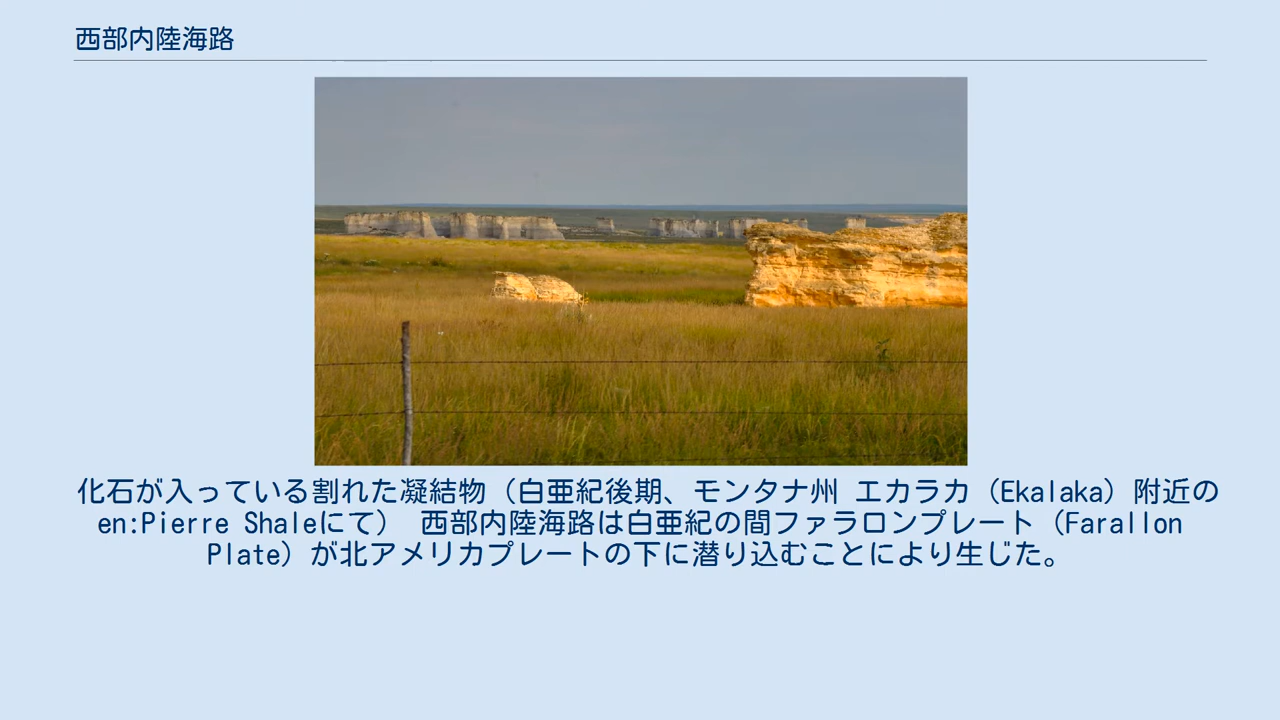 西部内陸海路
化石が入っている割れた凝結物（白亜紀後期、モンタナ州 エカラカ（Ekalaka）附近の
en:Pierre Shaleにて） 西部内陸海路は白亜紀の間ファラロンプレート（Farallon
Plate）が北アメリカプレートの下に潜り込むことにより生じた。